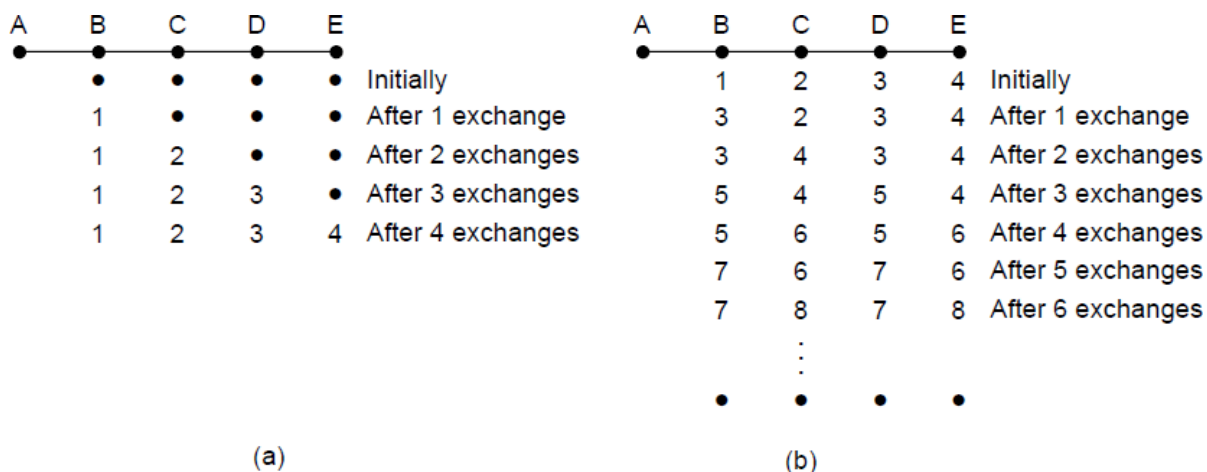 A B C D E
Initially
1 After 1 exchange
1 2 After 2 exchanges
1 2 3 After 3 exchanges
1 2 3 4 After 4 exchanges
(a)
A B C D E
1 2 3 4 Initially
3 2 3 4 After 1 exchange
3 4 3 4 After 2 exchanges
5 4 5 4 After 3 exchanges
5 6 5 6 After 4 exchanges
7 6 7 6 After 5 exchanges
7 8 7 8 After 6 exchanges
(b)